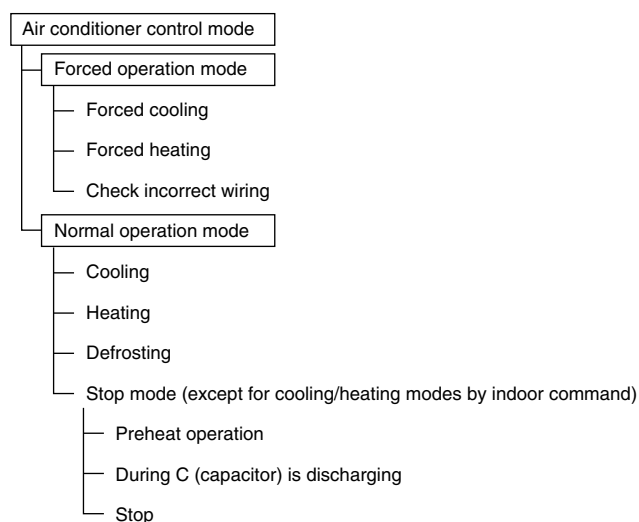 Air conditioner control mode
Forced operation mode
Forced cooling
Forced heating
Check incorrect wiring
Normal operation mode
Cooling
Heating
Defrosting
Stop mode (except for cooling/heating modes by indoor command)
Preheat operation
During C (capacitor) is discharging
Stop